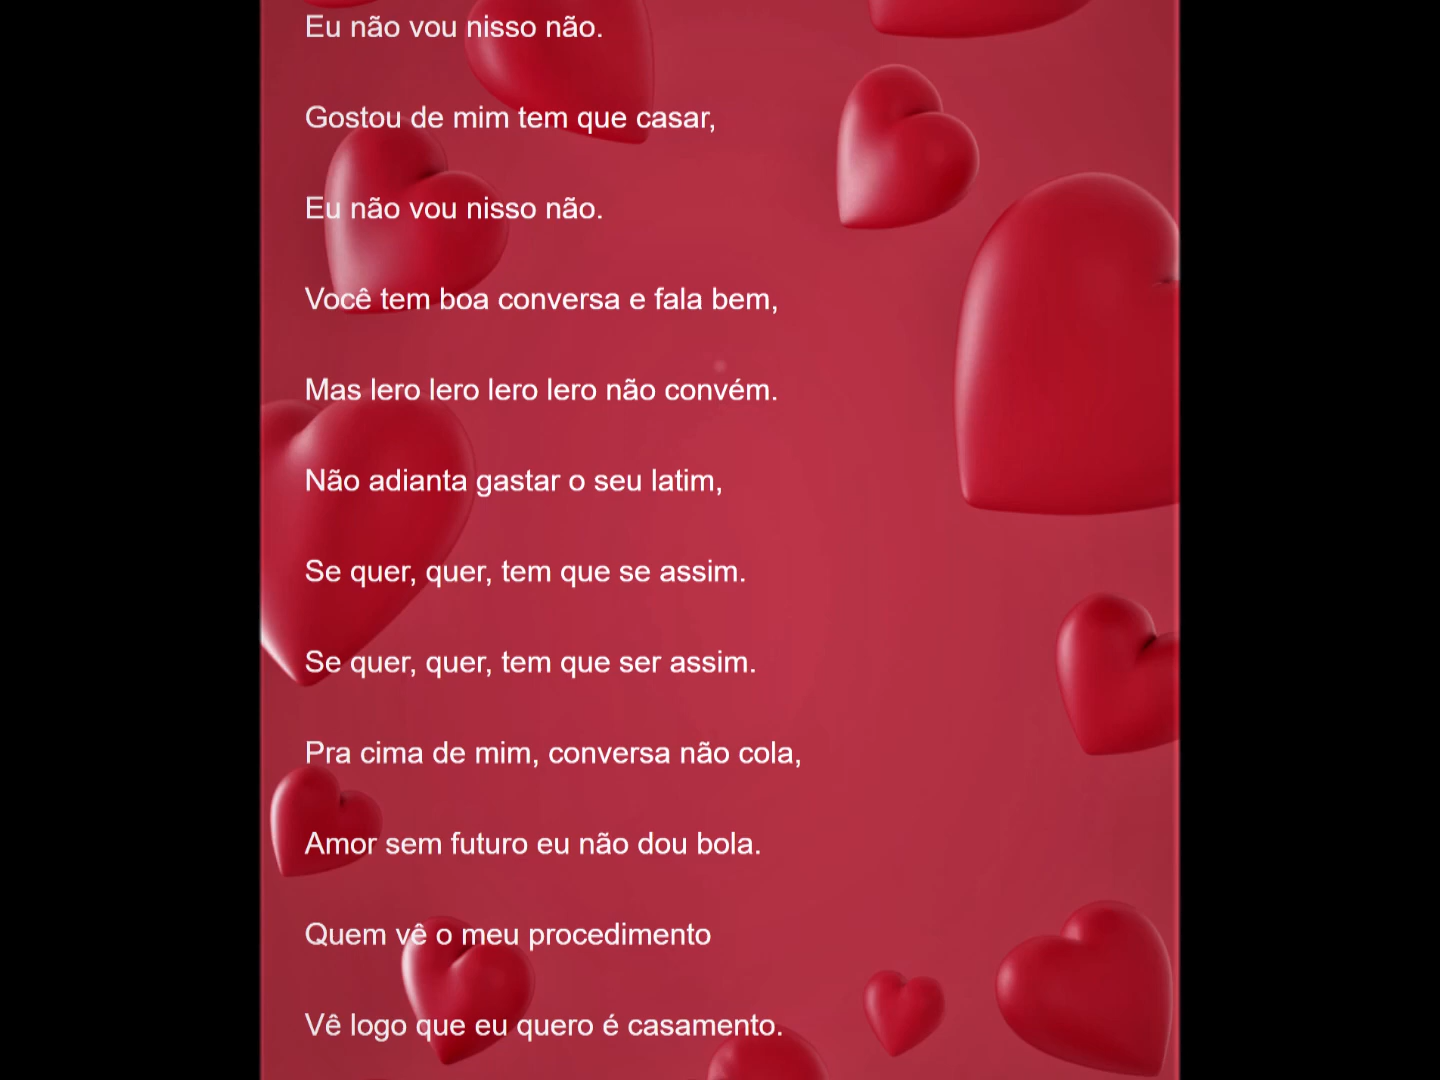 Eu não vou nisso não.
Gostou de mim tem que casar,
Eu não vou nisso não.
Você tem boa conversa e fala bem,
Mas lero lero lero lero não convém.
Não adianta gastar o seu latim,
Se quer, quer, tem que se assim.
Se quer, quer, tem que ser assim.
Pra cima de mim, conversa não cola,
Amor sem futuro eu não dou bola.
Quem vê o meu procedimento
Vê logo que eu quero é casamento.